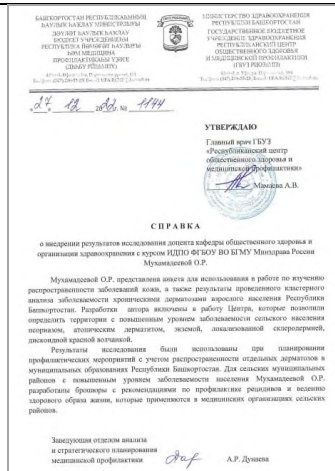 БАШКОРТОСТАН РЕСПУБЛИКАҺЫНЫҢ
ҺАУЛЫҠ ҺАҠЛАУ МИНИСТРЛЫҒЫ
ДӘҮЛӘТ ҺАУЛЫҠ ҺАҠЛАУ
БЮДЖЕТ УЧРЕЖДЕНИЕҺЫ
МИНИСТЕРСТВО ЗДРАВООХРАНЕНИЯ
РЕСПУБЛИКИ БАШКОРТОСТАН
ГОСУДАРСТВЕННОЕ БЮДЖЕТНОЕ
УЧРЕЖДЕНИЕ ЗДРАВООХРАНЕНИЯ
РЕСПУБЛИКАНСКИЙ ЦЕНТР
ОБЩЕСТВЕННОГО ЗДОРОВЬЯ
И МЕДИЦИНСКОЙ ПРОФИЛАКТИКИ
«27» 12 2022, № 1144
УТВЕРЖДАЮ
Главный врач ГБУЗ
«Республиканский центр
общественного здоровья и
медицинской профилактики»
Мамаева А.В.
СПРАВКА
о внедрении результатов исследования доцента кафедры общественного здоровья и
организации здравоохранения с курсом ИДПО ФГБОУ ВО БГМУ Минздрава России
Мухамадеевой О.Р.
Мухамадеевой О.Р. представлена анкета для использования в работе по изучению
распространенности заболеваний кожи, а также результаты проведенного кластерного
анализа заболеваемости хроническими дерматозами взрослого населения Республики
Башкортостан. Разработки автора включены в работу Центра, которые позволили
определить территории с повышенным уровнем заболеваемости сельского населения
псориазом, атопическим дерматитом, экземой, локализованной склеродермией,
дискоидной красной волчанкой.
Результаты исследования были использованы при планировании
профилактических мероприятий с учетом распространенности отдельных дерматозов в
муниципальных образованиях Республики Башкортостан. Для сельских муниципальных
районов с повышенным уровнем заболеваемости населения Мухамадеевой О.Р.
разработаны брошюры с рекомендациями по профилактике рецидивов и ведению
здорового образа жизни, которые применяются в медицинских организациях сельских
районов.
Заведующая отделом анализа
и стратегического планирования
медицинской профилактики А.Р. Дунаева